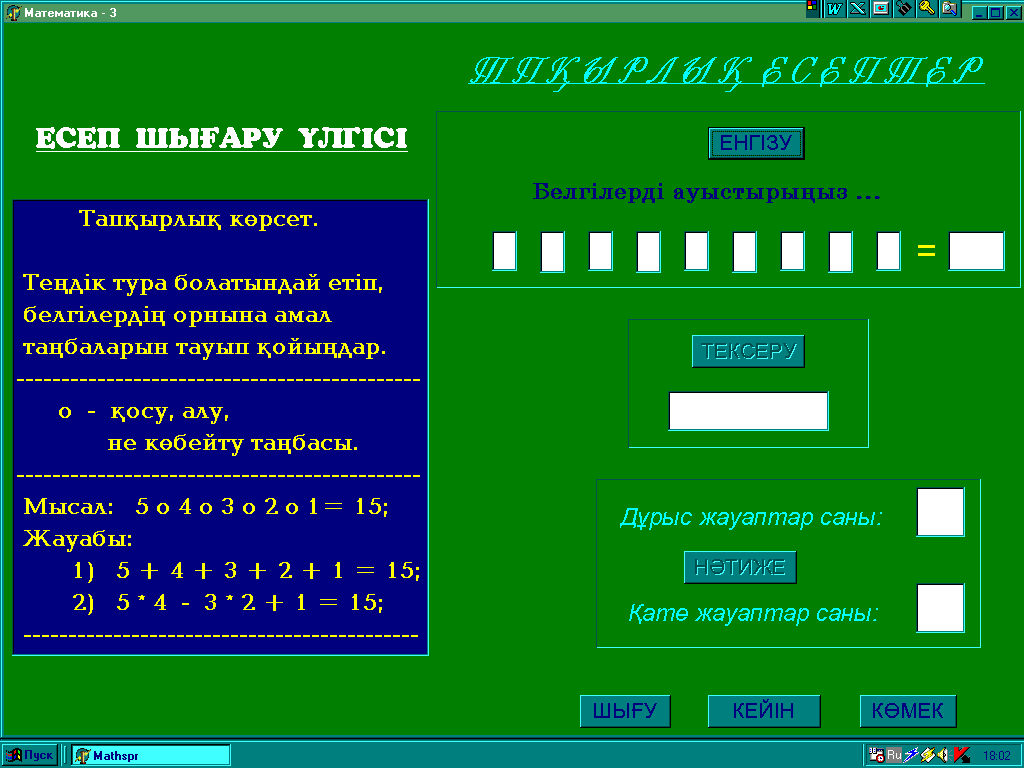 Математика - 3
ТПҚЫРЛЫҚ ЕСЕПТЕР
ЕСЕП ШЫҒАРУ ҮЛГІСІ
Тапқырлық көрсет.
Теңдік тура болатындай етіп,
белгілердің орнына амал
таңбаларын тауып қойыңдар.
---------------------------------------------
о - қосу, алу,
не көбейту таңбасы.
---------------------------------------------
Мысал: 5 о 4 о 3 о 2 о 1 = 15;
Жауабы:
1) 5 + 4 + 3 + 2 + 1 = 15;
2) 5 * 4 - 3 * 2 + 1 = 15;
---------------------------------------------
ЕНГІЗУ
Белгілерді ауыстырыңыз ...
=
ТЕКСЕРУ
Дұрыс жауаптар саны:
НӘТИЖЕ
Қате жауаптар саны:
ШЫҒУ КЕЙІН КӨМЕК
Пуск Mathspr Ru 18:02